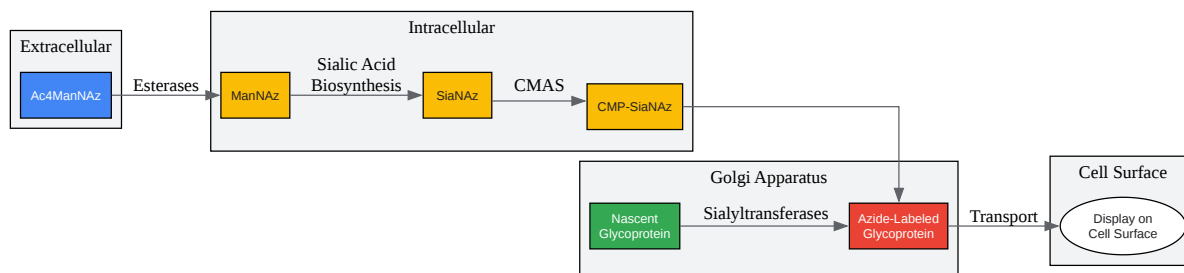 Extracellular
Ac4ManNAz
Esterases
Intracellular
ManNAz
Sialic Acid
Biosynthesis
SiaNAz
CMAS
CMP-SiaNAz
Golgi Apparatus
Nascent
Glycoprotein
Sialyltransferases
Azide-Labeled
Glycoprotein
Transport
Cell Surface
Display on
Cell Surface